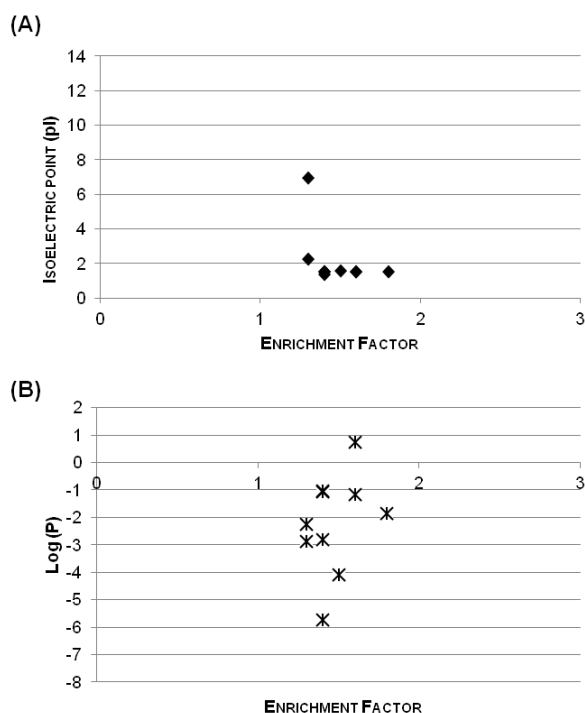 (A)
ISOELECTRIC POINT (pI)
14
12
10
8
6
4
2
0
0 1 2 3
ENRICHMENT FACTOR
(B)
Log (P)
2
1
0
-1
-2
-3
-4
-5
-6
-7
-8
0 1 2 3
ENRICHMENT FACTOR